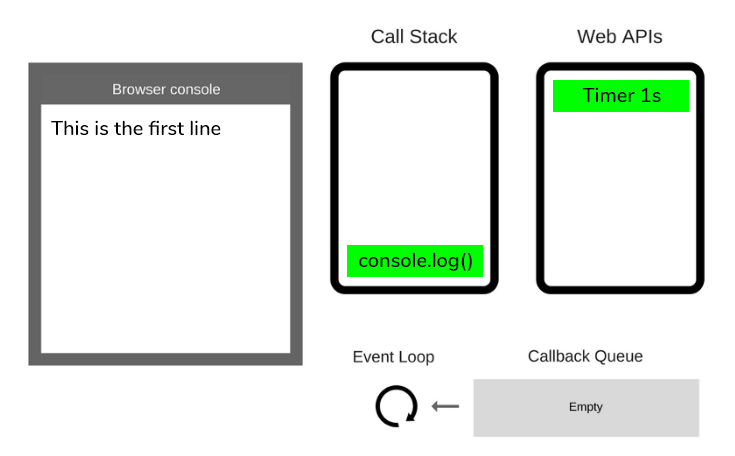 Call Stack
Web APIs
Browser console
This is the first line
Timer 1s
console.log()
Event Loop
Callback Queue
Empty